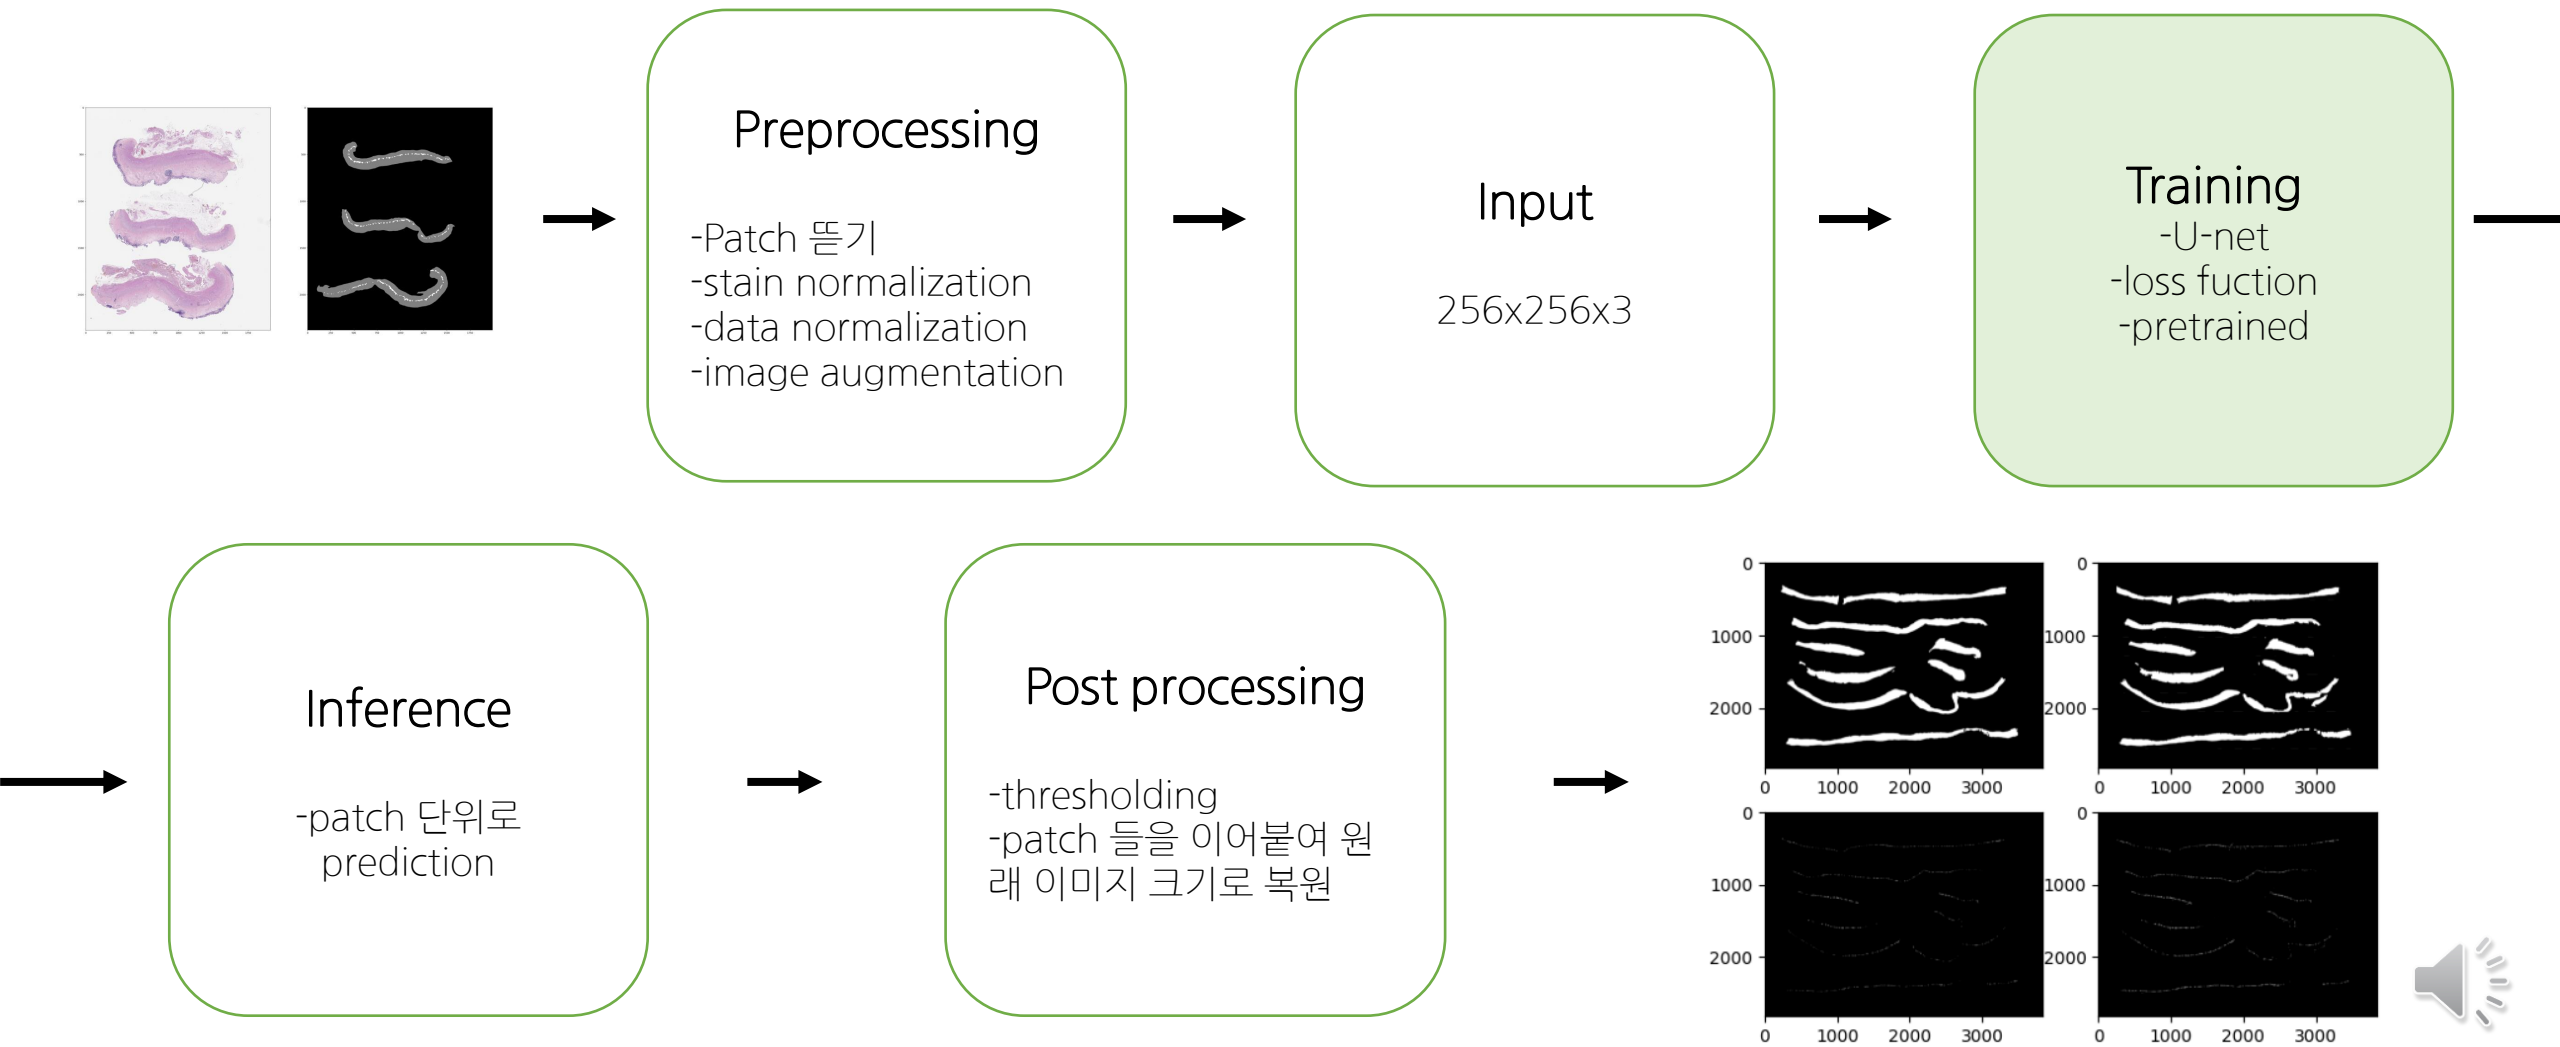 Preprocessing
-Patch 뜯기
-stain normalization
-data normalization
-image augmentation
Input
256x256x3
Training
-U-net
-loss fuction
-pretrained
Inference
-patch 단위로
prediction
Post processing
-thresholding
-patch 들을 이어붙여 원
래 이미지 크기로 복원
0
1000
2000
0 1000 2000 3000
0
1000
2000
0 1000 2000 3000
0
1000
2000
0 1000 2000 3000
0
1000
2000
0 1000 2000 3000